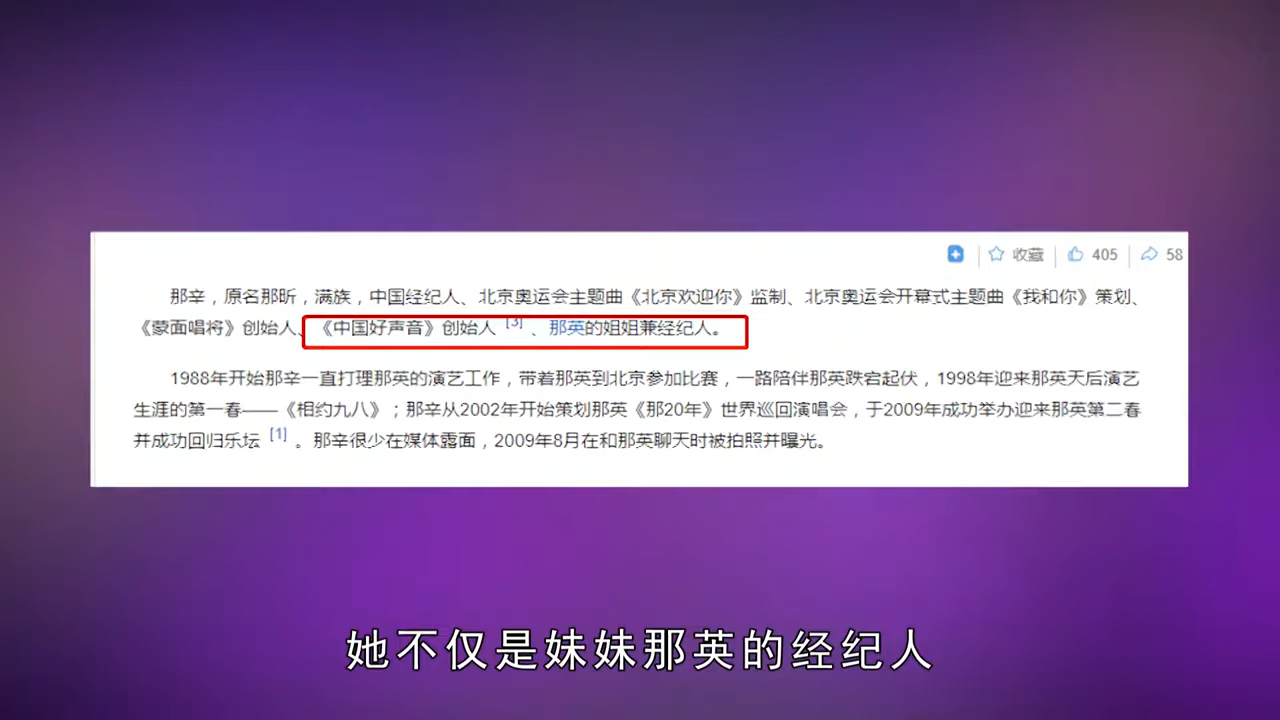 收藏 405 58
那辛，原名那昕，满族，中国经纪人、北京奥运会主题曲《北京欢迎你》监制、北京奥运会开幕式主题曲《我和你》策划、
《蒙面唱将》创始人、《中国好声音》创始人 [3] 、那英的姐姐兼经纪人。
1988年开始那辛一直打理那英的演艺工作，带着那英到北京参加比赛，一路陪伴那英跌宕起伏，1998年迎来那英天后演艺
生涯的第一春——《相约九八》；那辛从2002年开始策划那英《那20年》世界巡回演唱会，于2009年成功举办迎来那英第二春
并成功回归乐坛 [1] 。那辛很少在媒体露面，2009年8月在和那英聊天时被拍照并曝光。
她不仅是妹妹那英的经纪人